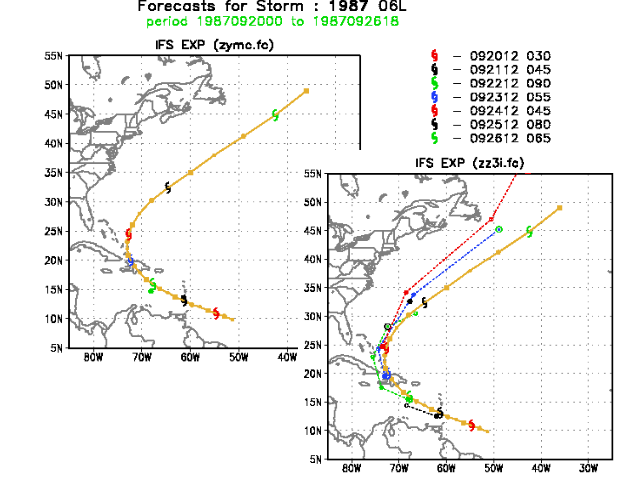 Forecasts for Storm : 1987 06L
period 1987092000 to 1987092618
IFS EXP (zymc.fc)
55N
50N
45N
40N
35N
30N
25N
20N
15N
10N
5N
80W 70W 60W 50W 40W
– 092012 030
– 092112 045
– 092212 090
– 092312 055
– 092412 045
– 092512 080
– 092612 065
IFS EXP (zz3i.fc)
55N
50N
45N
40N
35N
30N
25N
20N
15N
10N
5N
80W 70W 60W 50W 40W 30W